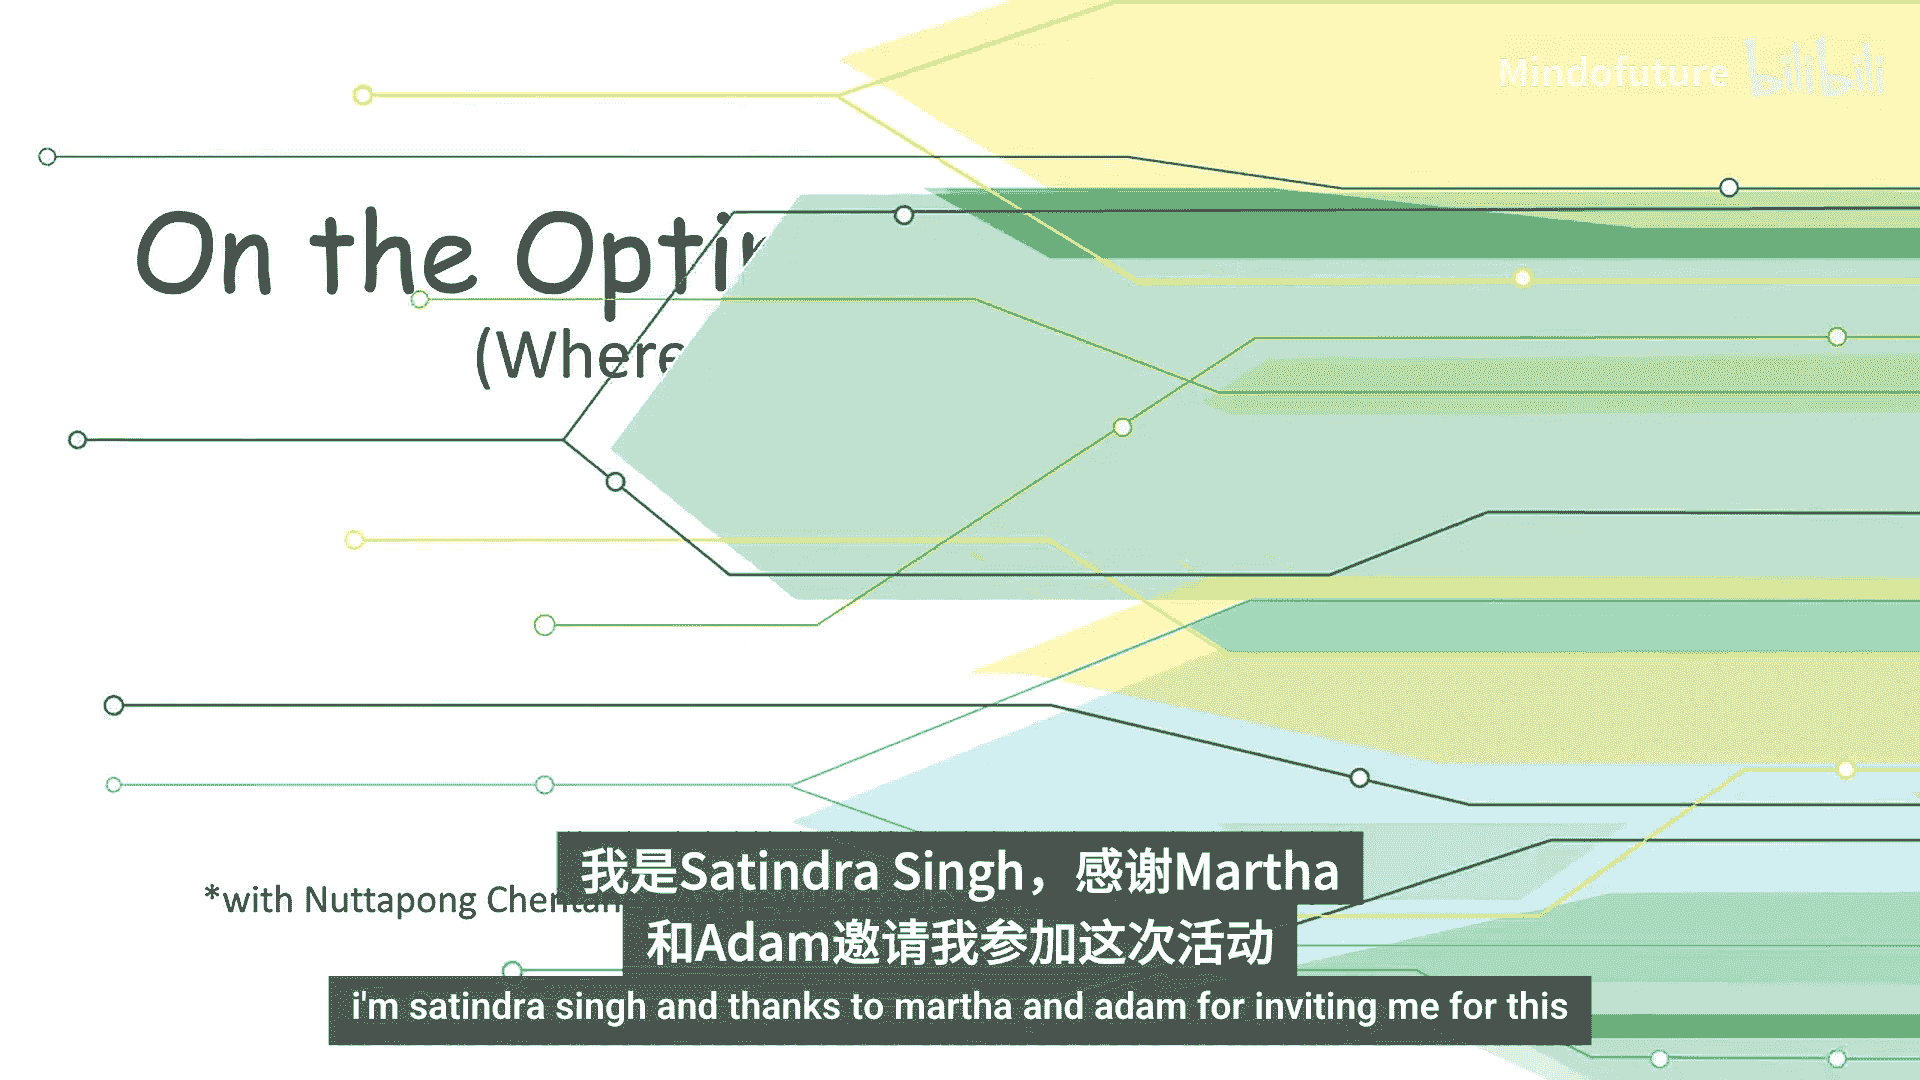 Mindofuture bilibili
On the Opti
(Where
*with Nuttapong
我是Satindra Singh，感谢Martha
和Adam邀请我参加这次活动
i'm satindra singh and thanks to martha and adam for inviting me for this